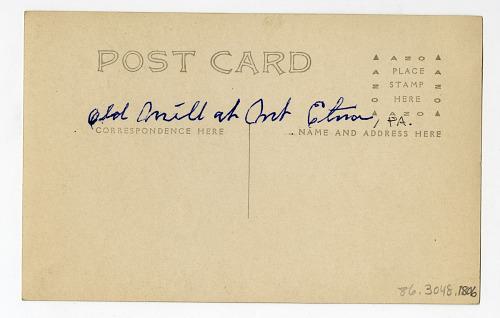 POST CARD
AZO
PLACE
STAMP
HERE
AZO
Old Mill at Mt Etna, PA.
CORRESPONDENCE HERE
NAME AND ADDRESS HERE
86.3048.1806